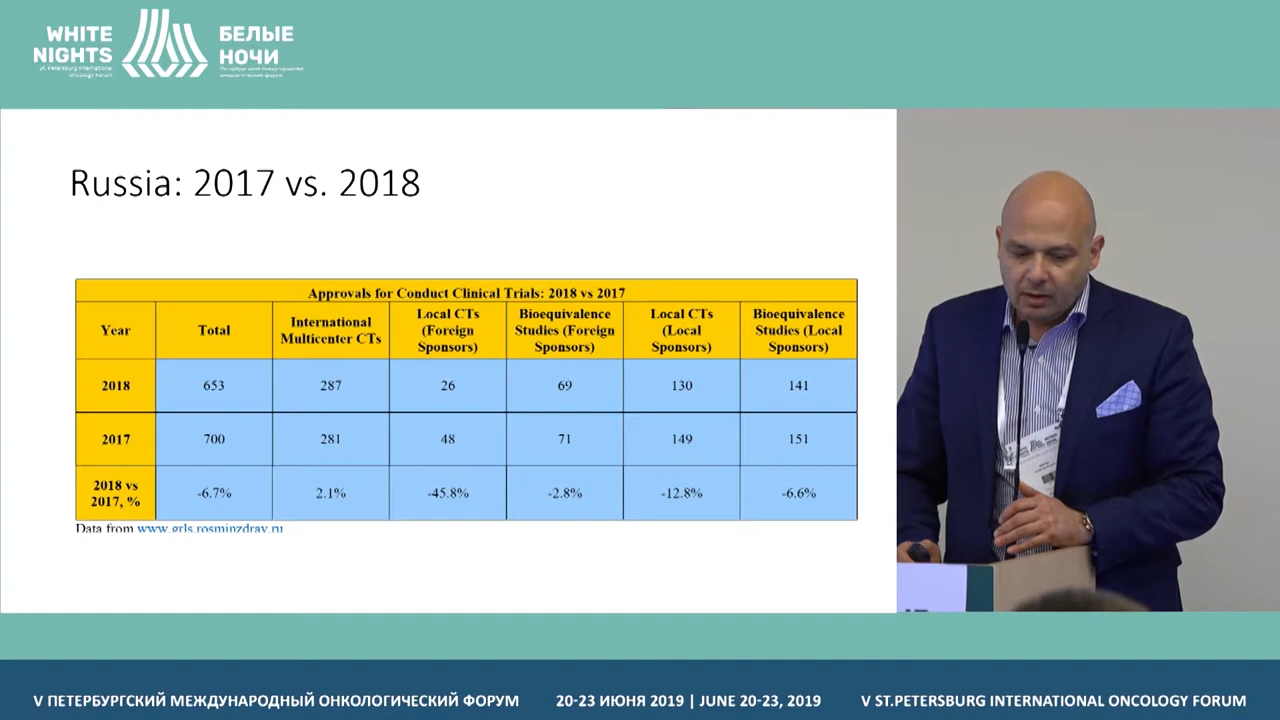 WHITE
NIGHTS
St. Petersburg International
Oncology Forum
БЕЛЫЕ
НОЧИ
Петербургский международный
онкологический форум
Russia: 2017 vs. 2018
Approvals for Conduct Clinical Trials: 2018 vs 2017
Year
Total
International
Multicenter CTs
Local CTs
(Foreign
Sponsors)
Bioequivalence
Studies (Foreign
Sponsors)
Local CTs
(Local
Sponsors)
Bioequivalence
Studies (Local
Sponsors)
2018 653 287 26 69 130 141
2017 700 281 48 71 149 151
2018 vs
2017, %
-6.7% 2.1% -45.8% -2.8% -12.8% -6.6%
Data from www.grls.rosminzdrav.ru
V ПЕТЕРБУРГСКИЙ МЕЖДУНАРОДНЫЙ ОНКОЛОГИЧЕСКИЙ ФОРУМ 20-23 ИЮНЯ 2019 | JUNE 20-23, 2019 V ST.PETERSBURG INTERNATIONAL ONCOLOGY FORUM